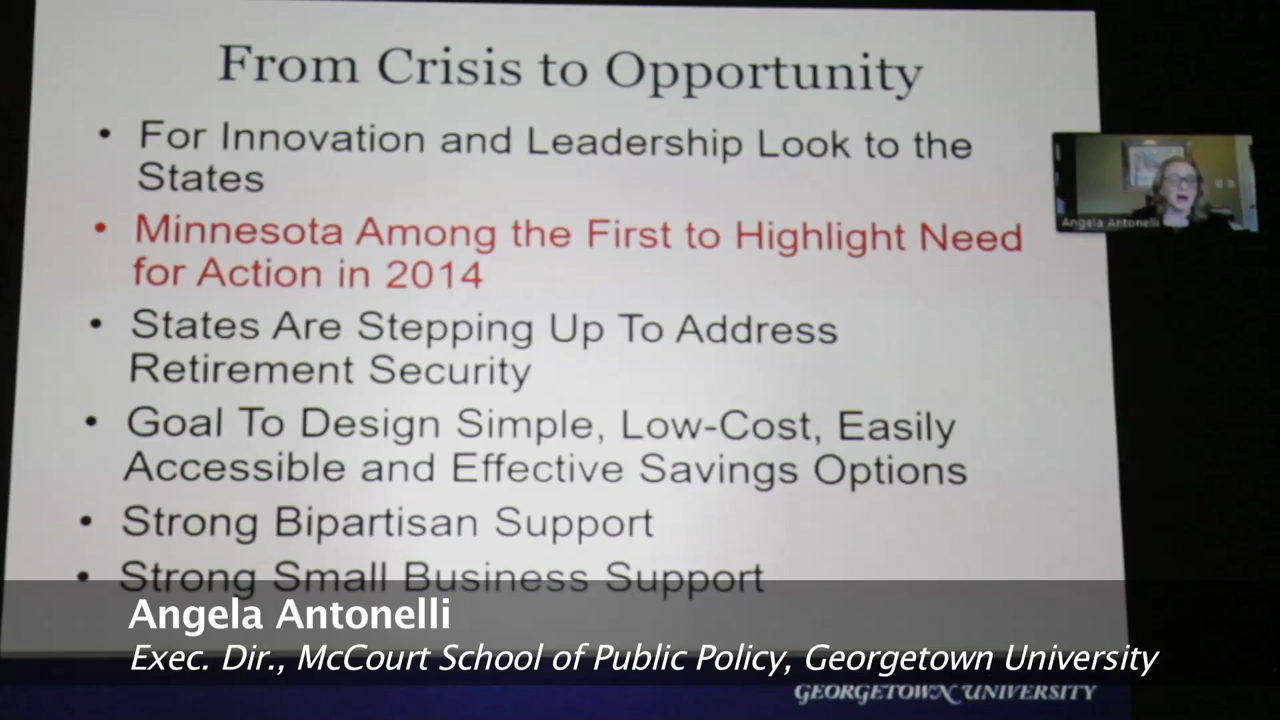 From Crisis to Opportunity
• For Innovation and Leadership Look to the
States
• Minnesota Among the First to Highlight Need
for Action in 2014
• States Are Stepping Up To Address
Retirement Security
• Goal To Design Simple, Low-Cost, Easily
Accessible and Effective Savings Options
• Strong Bipartisan Support
• Strong Small Business Support
Angela Antonelli
Angela Antonelli
Exec. Dir., McCourt School of Public Policy, Georgetown University
GEORGETOWN UNIVERSITY